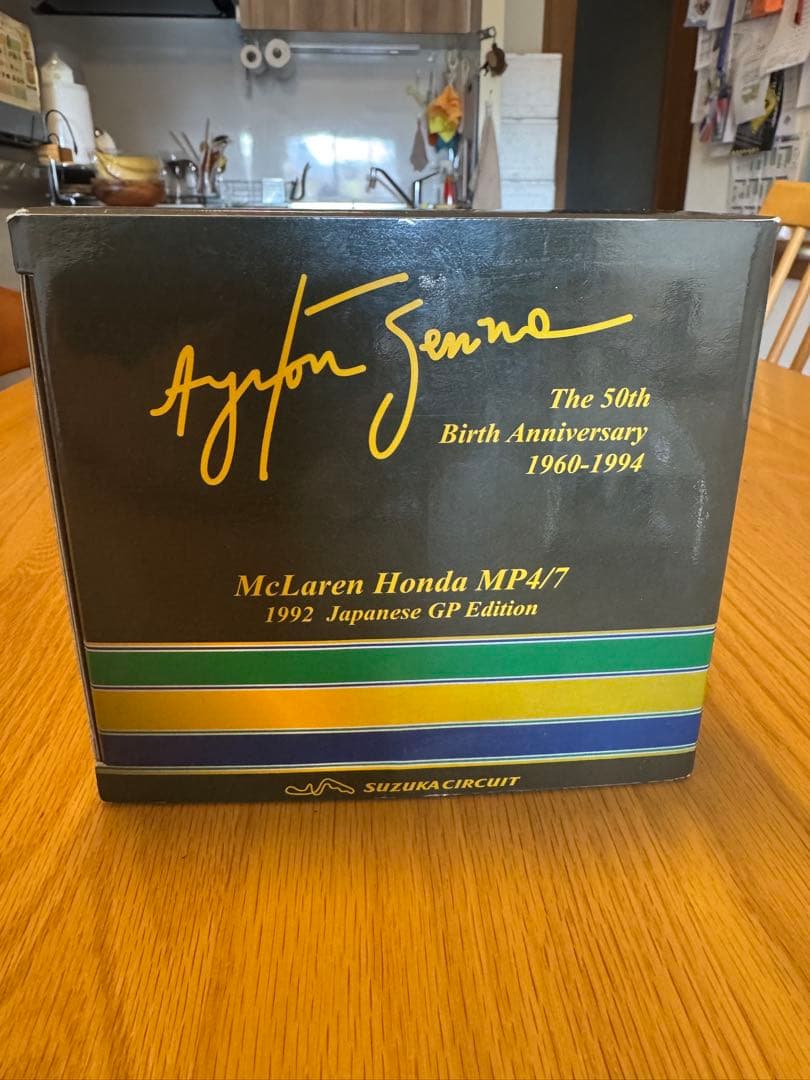 Ayrton Senna
The 50th
Birth Anniversary
1960-1994
McLaren Honda MP4/7
1992 Japanese GP Edition
SUZUKA CIRCUIT